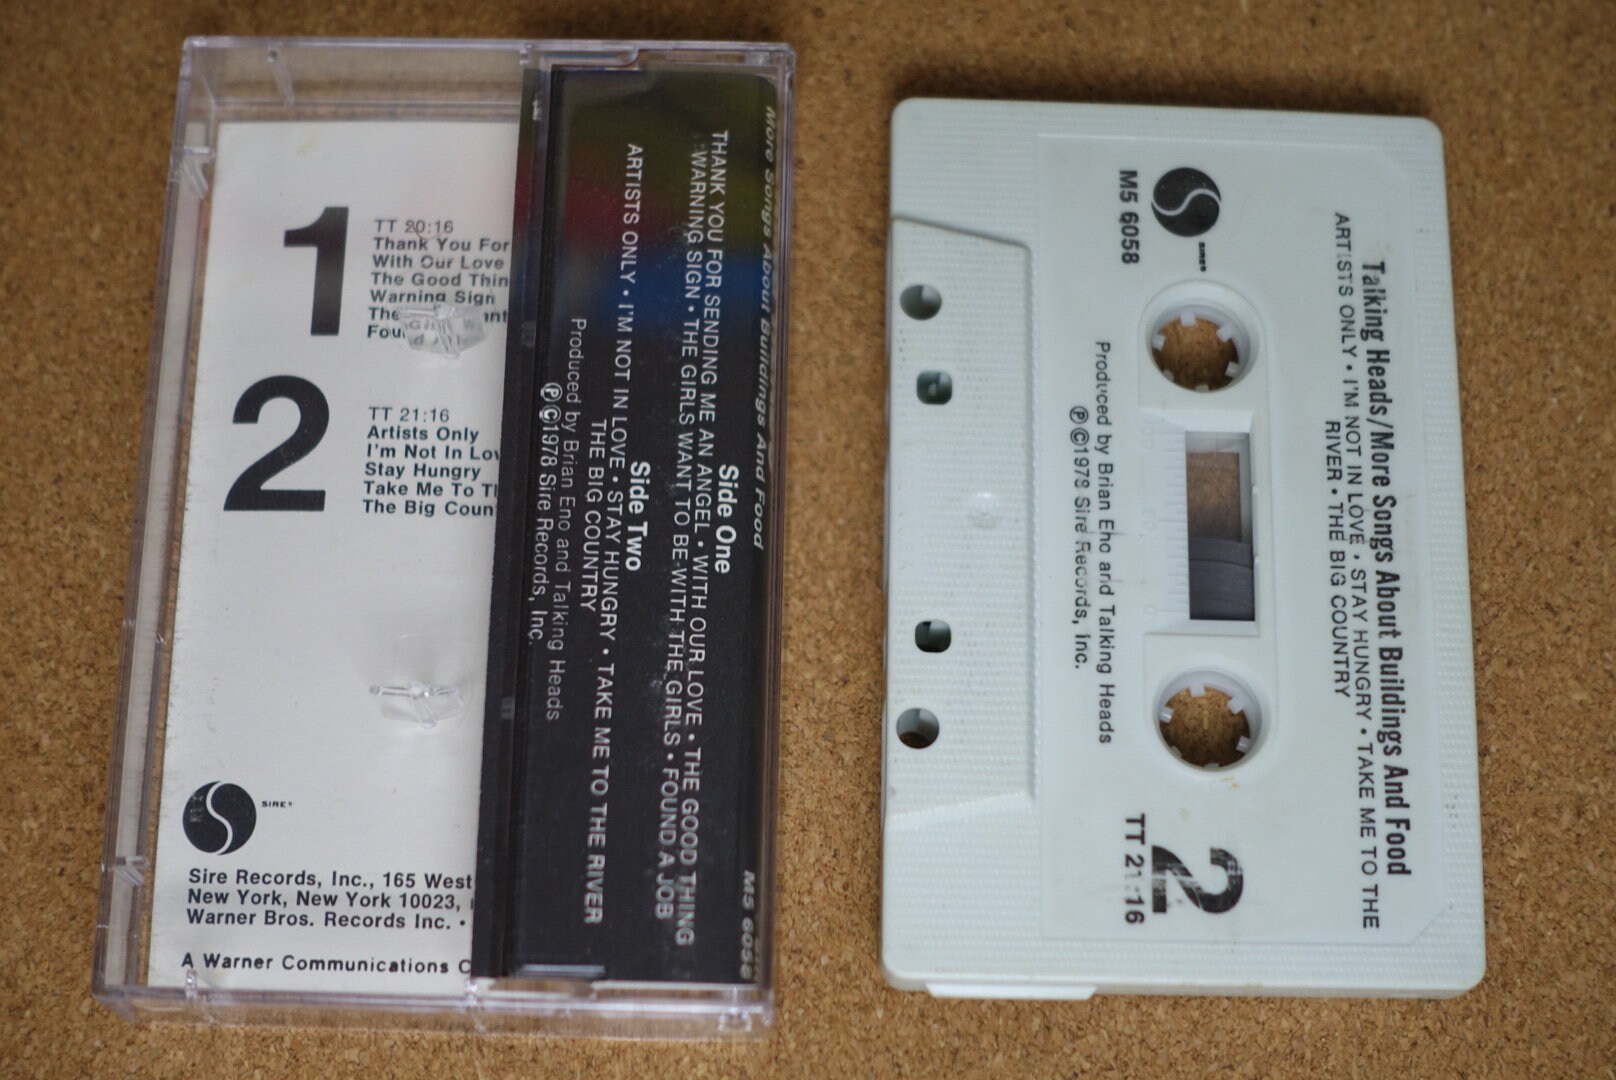 1
TT 20:16
Thank You For
With Our Love
The Good Thin
Warning Sign
The Girls Want
Foun
2
TT 21:16
Artists Only
I'm Not In Lov
Stay Hungry
Take Me To Th
The Big Coun
SIRE
Sire Records, Inc., 165 West
New York, New York 10023,
Warner Bros. Records Inc. •
A Warner Communications C
More Songs About Buildings And Food
M5 6058
Side One
THANK YOU FOR SENDING ME AN ANGEL • WITH OUR LOVE • THE GOOD THING
WARNING SIGN • THE GIRLS WANT TO BE WITH THE GIRLS • FOUND A JOB
Side Two
ARTISTS ONLY • I'M NOT IN LOVE • STAY HUNGRY • TAKE ME TO THE RIVER
THE BIG COUNTRY
Produced by Brian Eno and Talking Heads
Ⓟ©1978 Sire Records, Inc.
Talking Heads/More Songs About Buildings And Food
ARTISTS ONLY • I'M NOT IN LOVE • STAY HUNGRY • TAKE ME TO THE
RIVER • THE BIG COUNTRY
SIRE
M5 6058
2
TT 21:16
Produced by Brian Eno and Talking Heads
Ⓟ©1978 Sire Records, Inc.